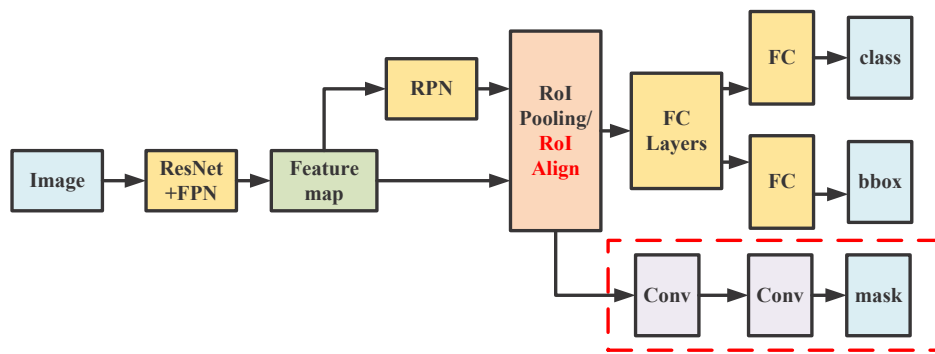 Image
ResNet
+FPN
Feature
map
RPN
RoI
Pooling/
RoI
Align
FC
Layers
FC
class
FC
bbox
Conv
Conv
mask